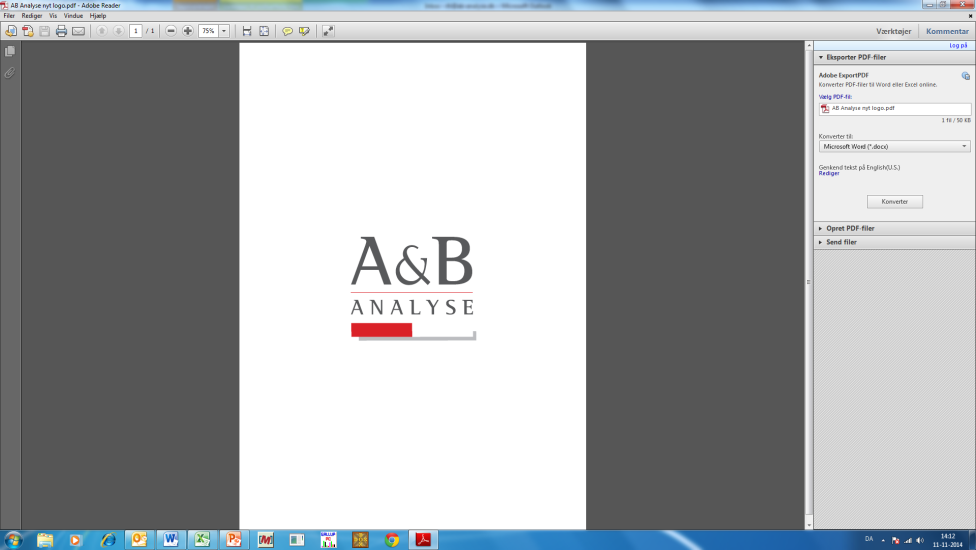 AB Analyse nyt logo.pdf - Adobe Reader
Fil Rediger Vis Vindue Hjælp
1 / 1 75% Værktøjer Kommentar
Log på
Eksporter PDF-filer
Adobe ExportPDF
Konverter PDF-filer til Word eller Excel online.
Vælg PDF-fil:
AB Analyse nyt logo.pdf
1 fil / 50 KB
Konverter til:
Microsoft Word (*.docx)
Genkend tekst på English(U.S.)
Rediger
Konverter
Opret PDF-filer
Send filer
A&B
ANALYSE
DA 14:12
11-11-2014